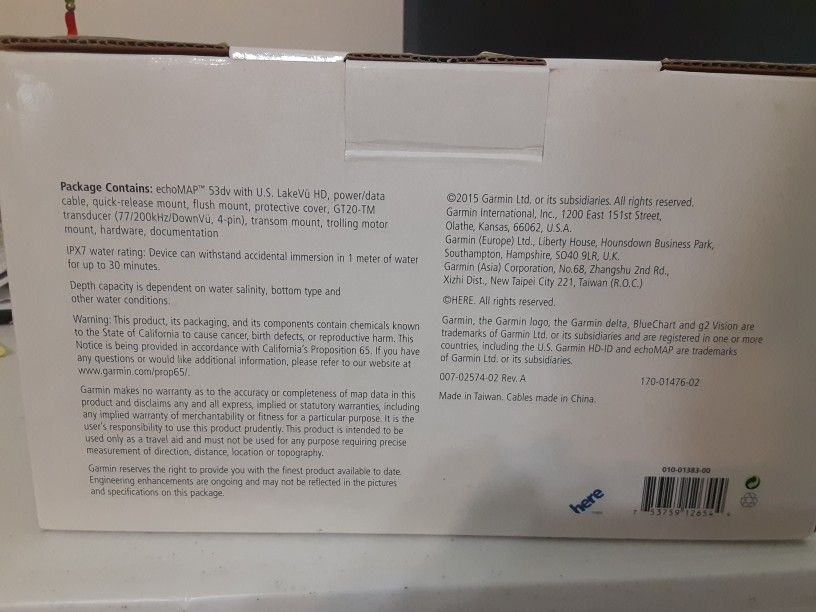 Package Contains: echoMAP™ 53dv with U.S. LakeVü HD, power/data
cable, quick-release mount, flush mount, protective cover, GT20-TM
transducer (77/200kHz/DownVü, 4-pin), transom mount, trolling motor
mount, hardware, documentation
IPX7 water rating: Device can withstand accidental immersion in 1 meter of water
for up to 30 minutes.
Depth capacity is dependent on water salinity, bottom type and
other water conditions.
Warning: This product, its packaging, and its components contain chemicals known
to the State of California to cause cancer, birth defects, or reproductive harm. This
Notice is being provided in accordance with California's Proposition 65. If you have
any questions or would like additional information, please refer to our website at
www.garmin.com/prop65/.
Garmin makes no warranty as to the accuracy or completeness of map data in this
product and disclaims any and all express, implied or statutory warranties, including
any implied warranty of merchantability or fitness for a particular purpose. It is the
user's responsibility to use this product prudently. This product is intended to be
used only as a travel aid and must not be used for any purpose requiring precise
measurement of direction, distance, location or topography.
Garmin reserves the right to provide you with the finest product available to date.
Engineering enhancements are ongoing and may not be reflected in the pictures
and specifications on this package.
©2015 Garmin Ltd. or its subsidiaries. All rights reserved.
Garmin International, Inc., 1200 East 151st Street,
Olathe, Kansas, 66062, U.S.A.
Garmin (Europe) Ltd., Liberty House, Hounsdown Business Park,
Southampton, Hampshire, SO40 9LR, U.K.
Garmin (Asia) Corporation, No.68, Zhangshu 2nd Rd.,
Xizhi Dist., New Taipei City 221, Taiwan (R.O.C.)
©HERE. All rights reserved.
Garmin, the Garmin logo, the Garmin delta, BlueChart and g2 Vision are
trademarks of Garmin Ltd. or its subsidiaries and are registered in one or more
countries, including the U.S. Garmin HD-ID and echoMAP are trademarks
of Garmin Ltd. or its subsidiaries.
007-02574-02 Rev. A 170-01476-02
Made in Taiwan. Cables made in China.
here
010-01383-00
7 53759 12654